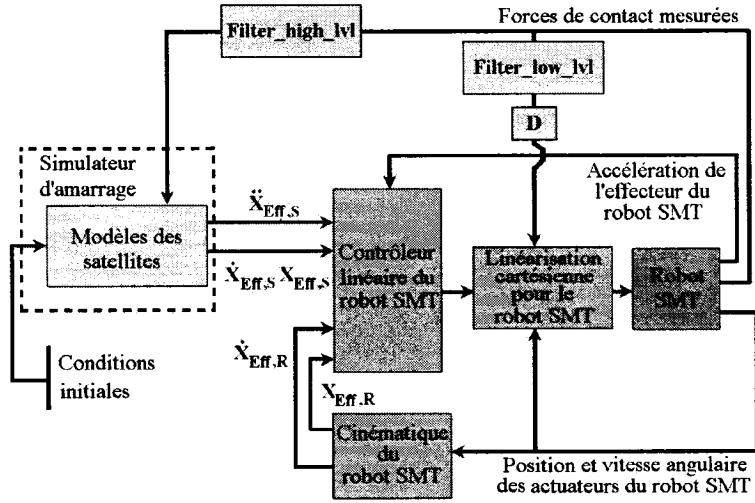 Forces de contact mesurées
Filter_high_lvl
Filter_low_lvl
D
Simulateur
d'amarrage
Accélération de
l'effecteur du
robot SMT
Ẍ_Eff,S
Modèles des
satellites
Contrôleur
linéaire du
robot SMT
Linéarisation
cartésienne
pour le
robot SMT
Robot
SMT
Ẋ_Eff,S X_Eff,S
Ẋ_Eff,R
Conditions
initiales
X_Eff,R
Cinématique
du
robot SMT
Position et vitesse angulaire
des actuateurs du robot SMT